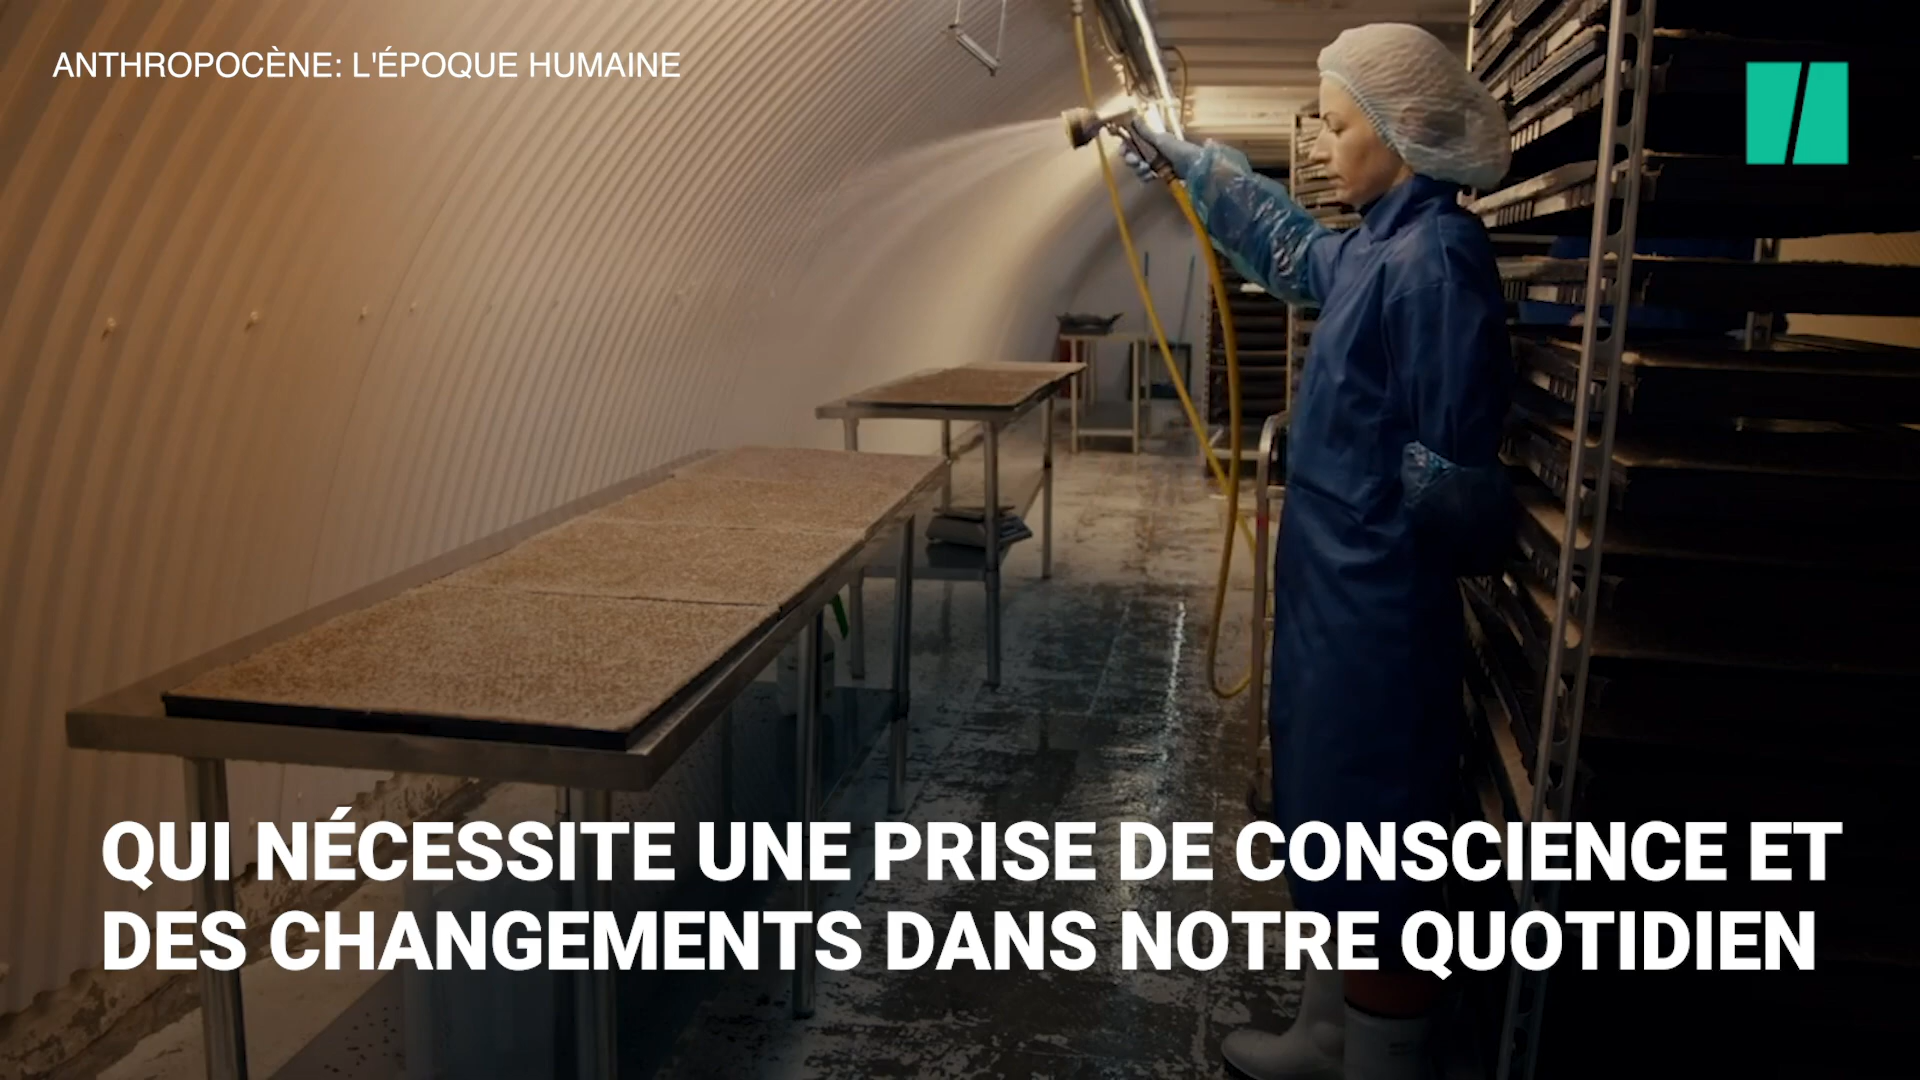 ANTHROPOCÈNE: L'ÉPOQUE HUMAINE
QUI NÉCESSITE UNE PRISE DE CONSCIENCE ET
DES CHANGEMENTS DANS NOTRE QUOTIDIEN